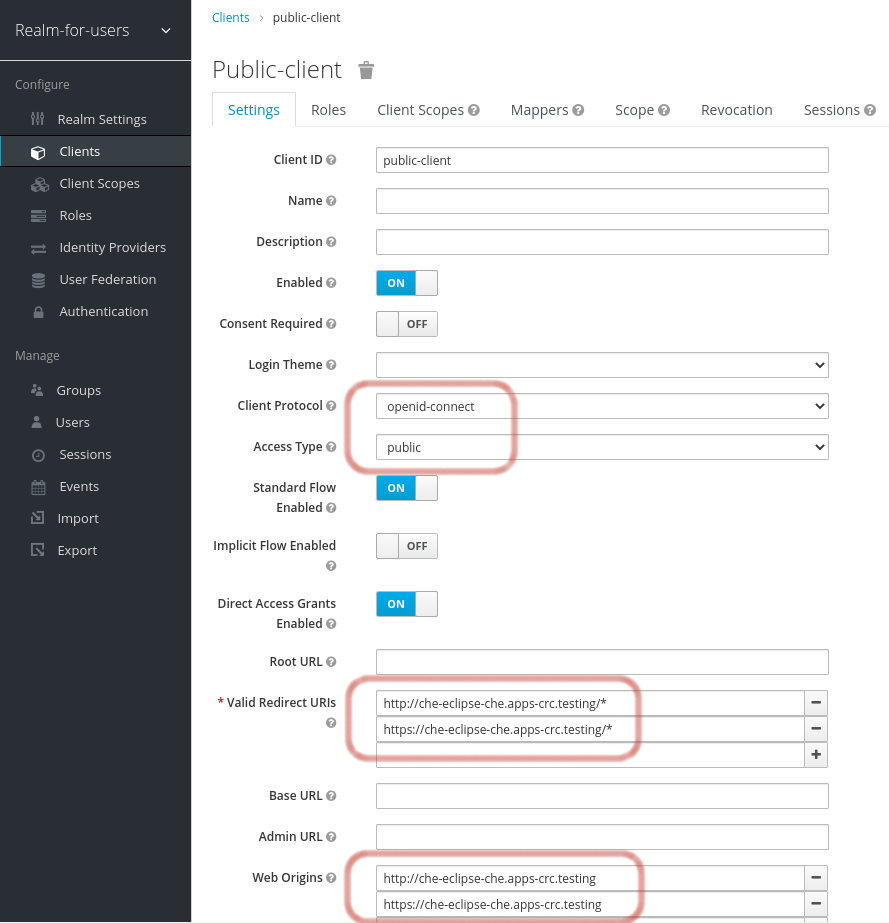 Realm-for-users
Configure
Realm Settings
Clients
Client Scopes
Roles
Identity Providers
User Federation
Authentication
Manage
Groups
Users
Sessions
Events
Import
Export
Clients > public-client
Public-client
Settings Roles Client Scopes Mappers Scope Revocation Sessions
Client ID public-client
Name
Description
Enabled ON
Consent Required OFF
Login Theme
Client Protocol openid-connect
Access Type public
Standard Flow
Enabled ON
Implicit Flow Enabled OFF
Direct Access Grants
Enabled ON
Root URL
* Valid Redirect URIs http://che-eclipse-che.apps-crc.testing/*
https://che-eclipse-che.apps-crc.testing/*
Base URL
Admin URL
Web Origins http://che-eclipse-che.apps-crc.testing
https://che-eclipse-che.apps-crc.testing